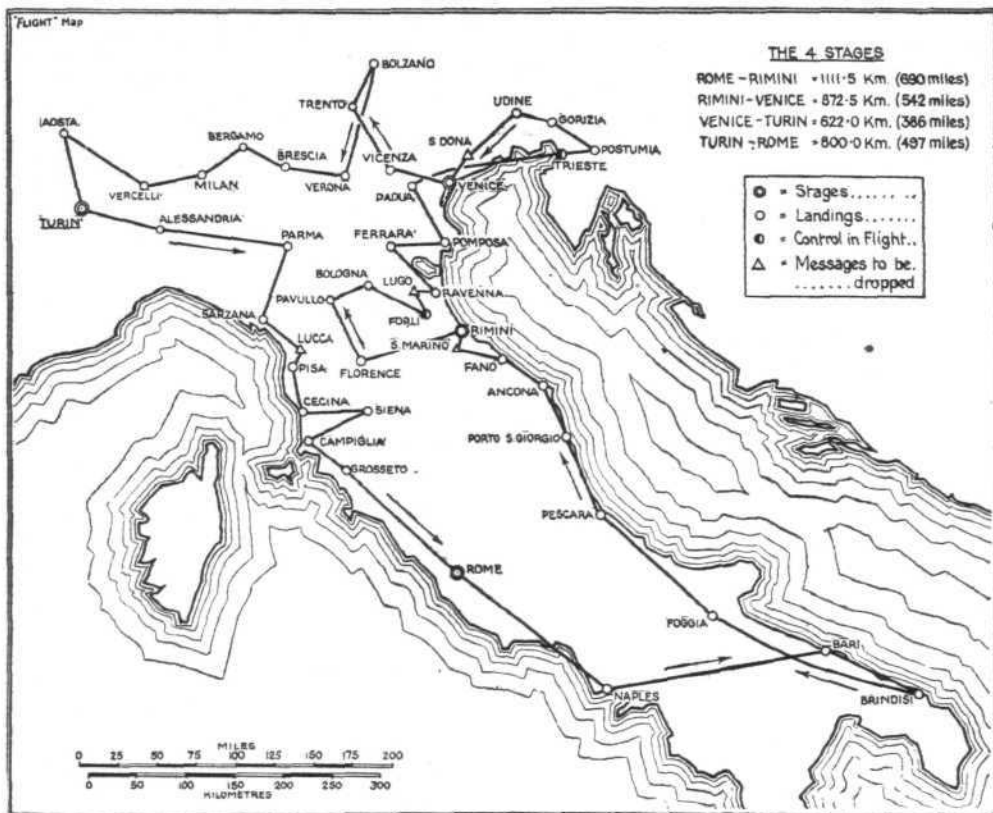 "FLIGHT" Map
THE 4 STAGES
ROME-RIMINI = 1111·5 Km. (690 miles)
RIMINI-VENICE = 872·5 Km. (542 miles)
VENICE-TURIN = 622·0 Km. (386 miles)
TURIN-ROME = 800·0 Km. (497 miles)
= Stages........
= Landings.......
= Control in Flight..
= Messages to be.
...... dropped
BOLZANO
TRENTO
UDINE
GORIZIA
AOSTA
BERGAMO
S DONA
POSTUMIA
BRESCIA
VICENZA
TRIESTE
VERCELLI
MILAN
VERONA
PADUA
VENICE
TURIN
ALESSANDRIA
PARMA
FERRARA
POMPOSA
BOLOGNA
LUGO
PAVULLO
RAVENNA
SARZANA
FORLI
RIMINI
LUCCA
S. MARINO
PISA
FLORENCE
FANO
ANCONA
CECINA
SIENA
CAMPIGLIA
PORTO S. GIORGIO
GROSSETO
PESCARA
ROME
FOGGIA
BARI
NAPLES
BRINDISI
MILES
0 25 50 75 100 125 150 175 200
0 50 100 150 200 250 300
KILOMETRES